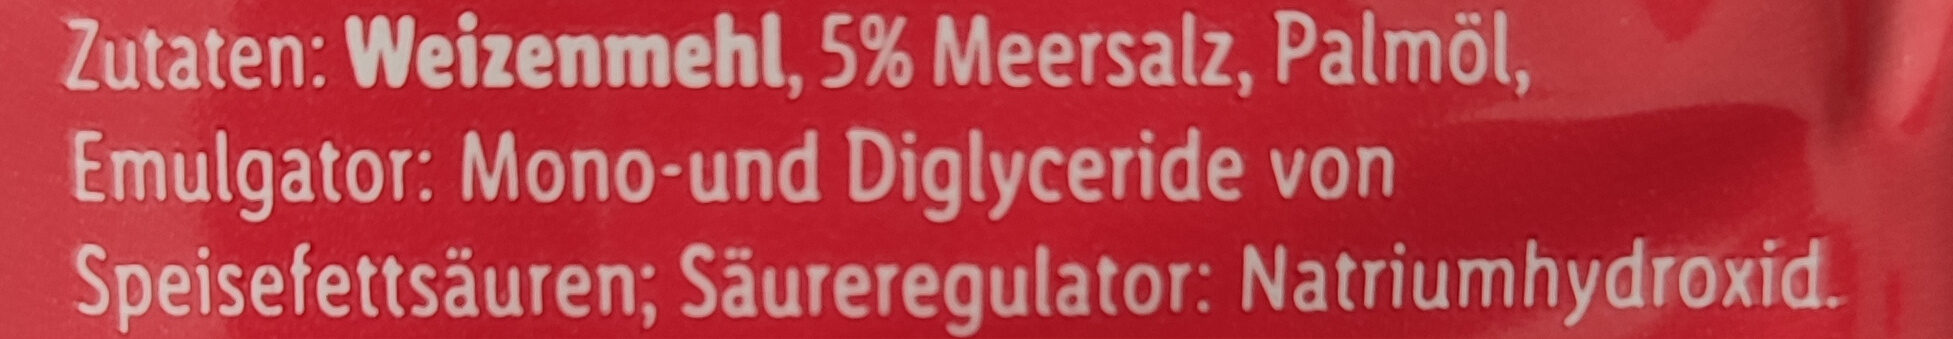 Zutaten: Weizenmehl, 5% Meersalz, Palmöl,
Emulgator: Mono-und Diglyceride von
Speisefettsäuren; Säureregulator: Natriumhydroxid.